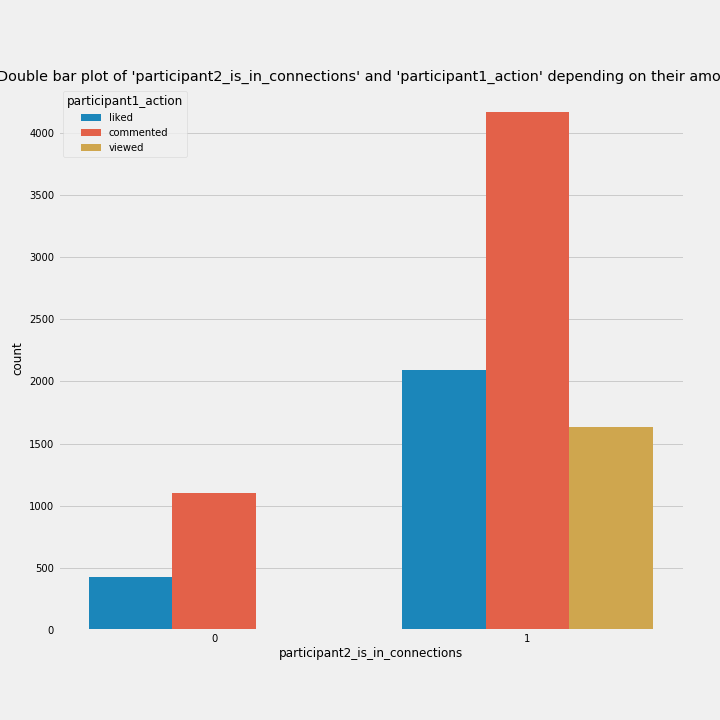 Double bar plot of 'participant2_is_in_connections' and 'participant1_action' depending on their amo
participant1_action
liked
commented
viewed
4000
3500
3000
2500
2000
1500
1000
500
0
count
0 1
participant2_is_in_connections